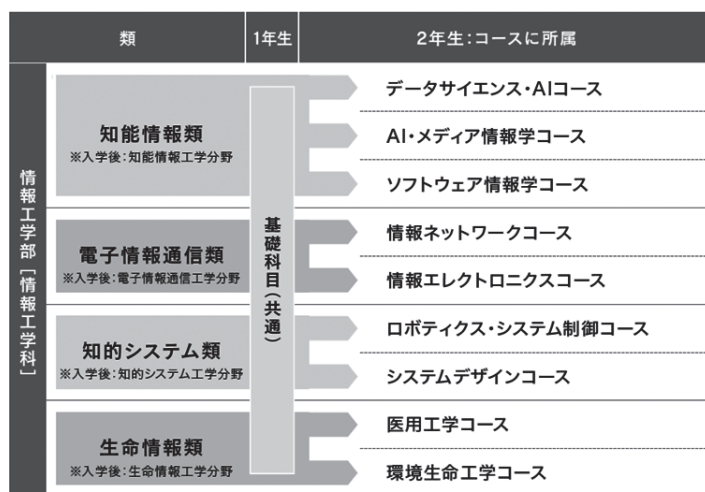 類 1年生 2年生:コースに所属
情報工学部[情報工学科]
基礎科目(共通)
知能情報類
※入学後:知能情報工学分野
データサイエンス・AIコース
AI・メディア情報学コース
ソフトウェア情報学コース
電子情報通信類
※入学後:電子情報通信工学分野
情報ネットワークコース
情報エレクトロニクスコース
知的システム類
※入学後:知的システム工学分野
ロボティクス・システム制御コース
システムデザインコース
生命情報類
※入学後:生命情報工学分野
医用工学コース
環境生命工学コース